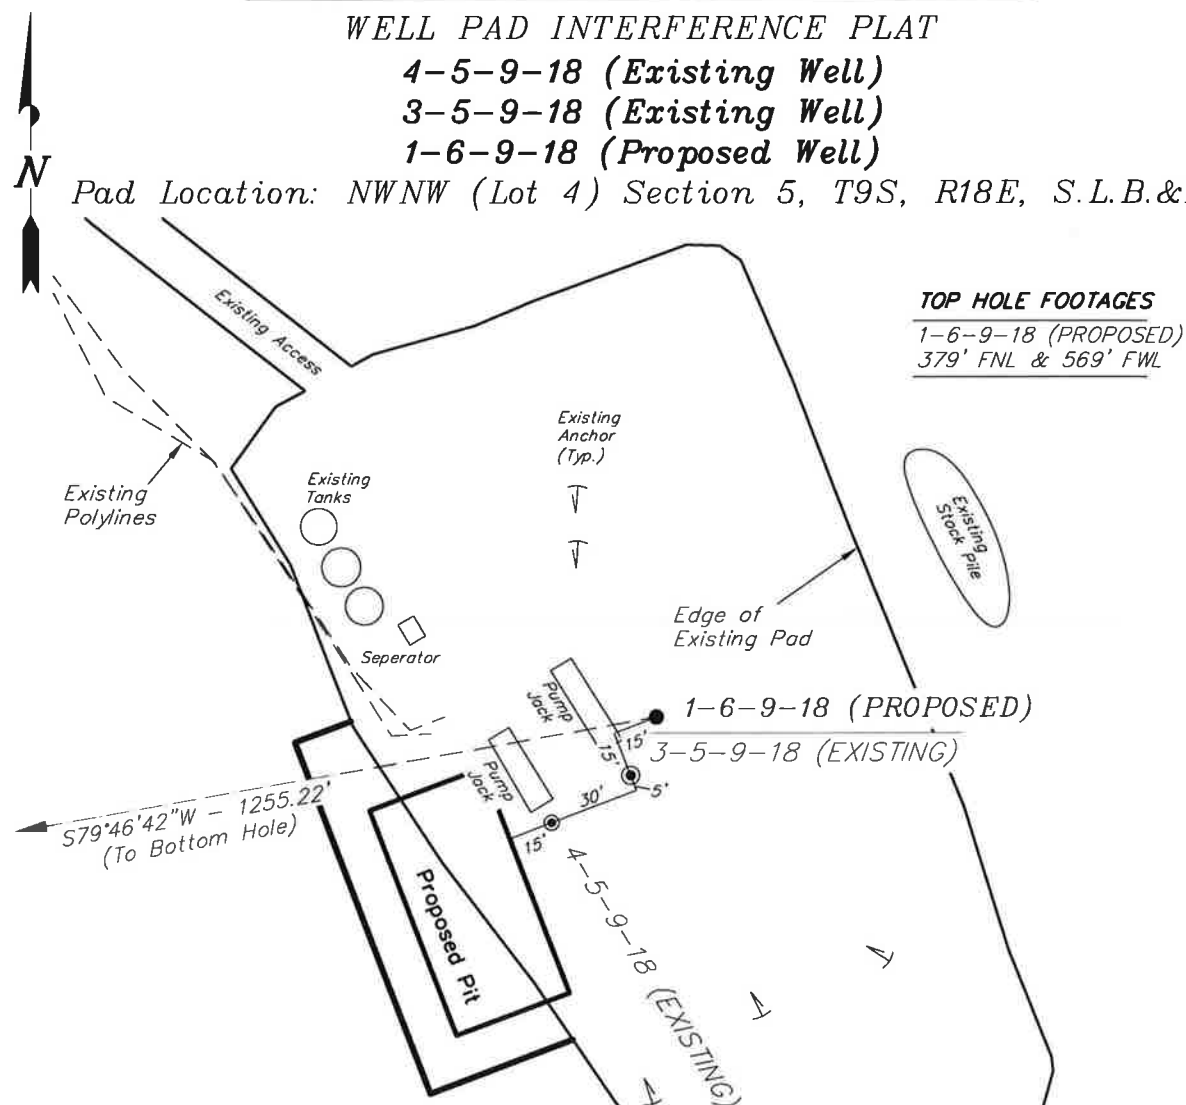 WELL PAD INTERFERENCE PLAT
4-5-9-18 (Existing Well)
3-5-9-18 (Existing Well)
1-6-9-18 (Proposed Well)
N
Pad Location: NWNW (Lot 4) Section 5, T9S, R18E, S.L.B.&
Existing Access
TOP HOLE FOOTAGES
1-6-9-18 (PROPOSED)
379' FNL & 569' FWL
Existing
Anchor
(Typ.)
Existing
Polylines
Existing
Tanks
Existing
Stock Pile
Edge of
Existing Pad
Seperator
Pump
Jack
1-6-9-18 (PROPOSED)
15'
15'
3-5-9-18 (EXISTING)
Pump
Jack
30'
5'
S79°46'42"W - 1255.22'
(To Bottom Hole)
15'
4-5-9-18 (EXISTING)
Proposed Pit